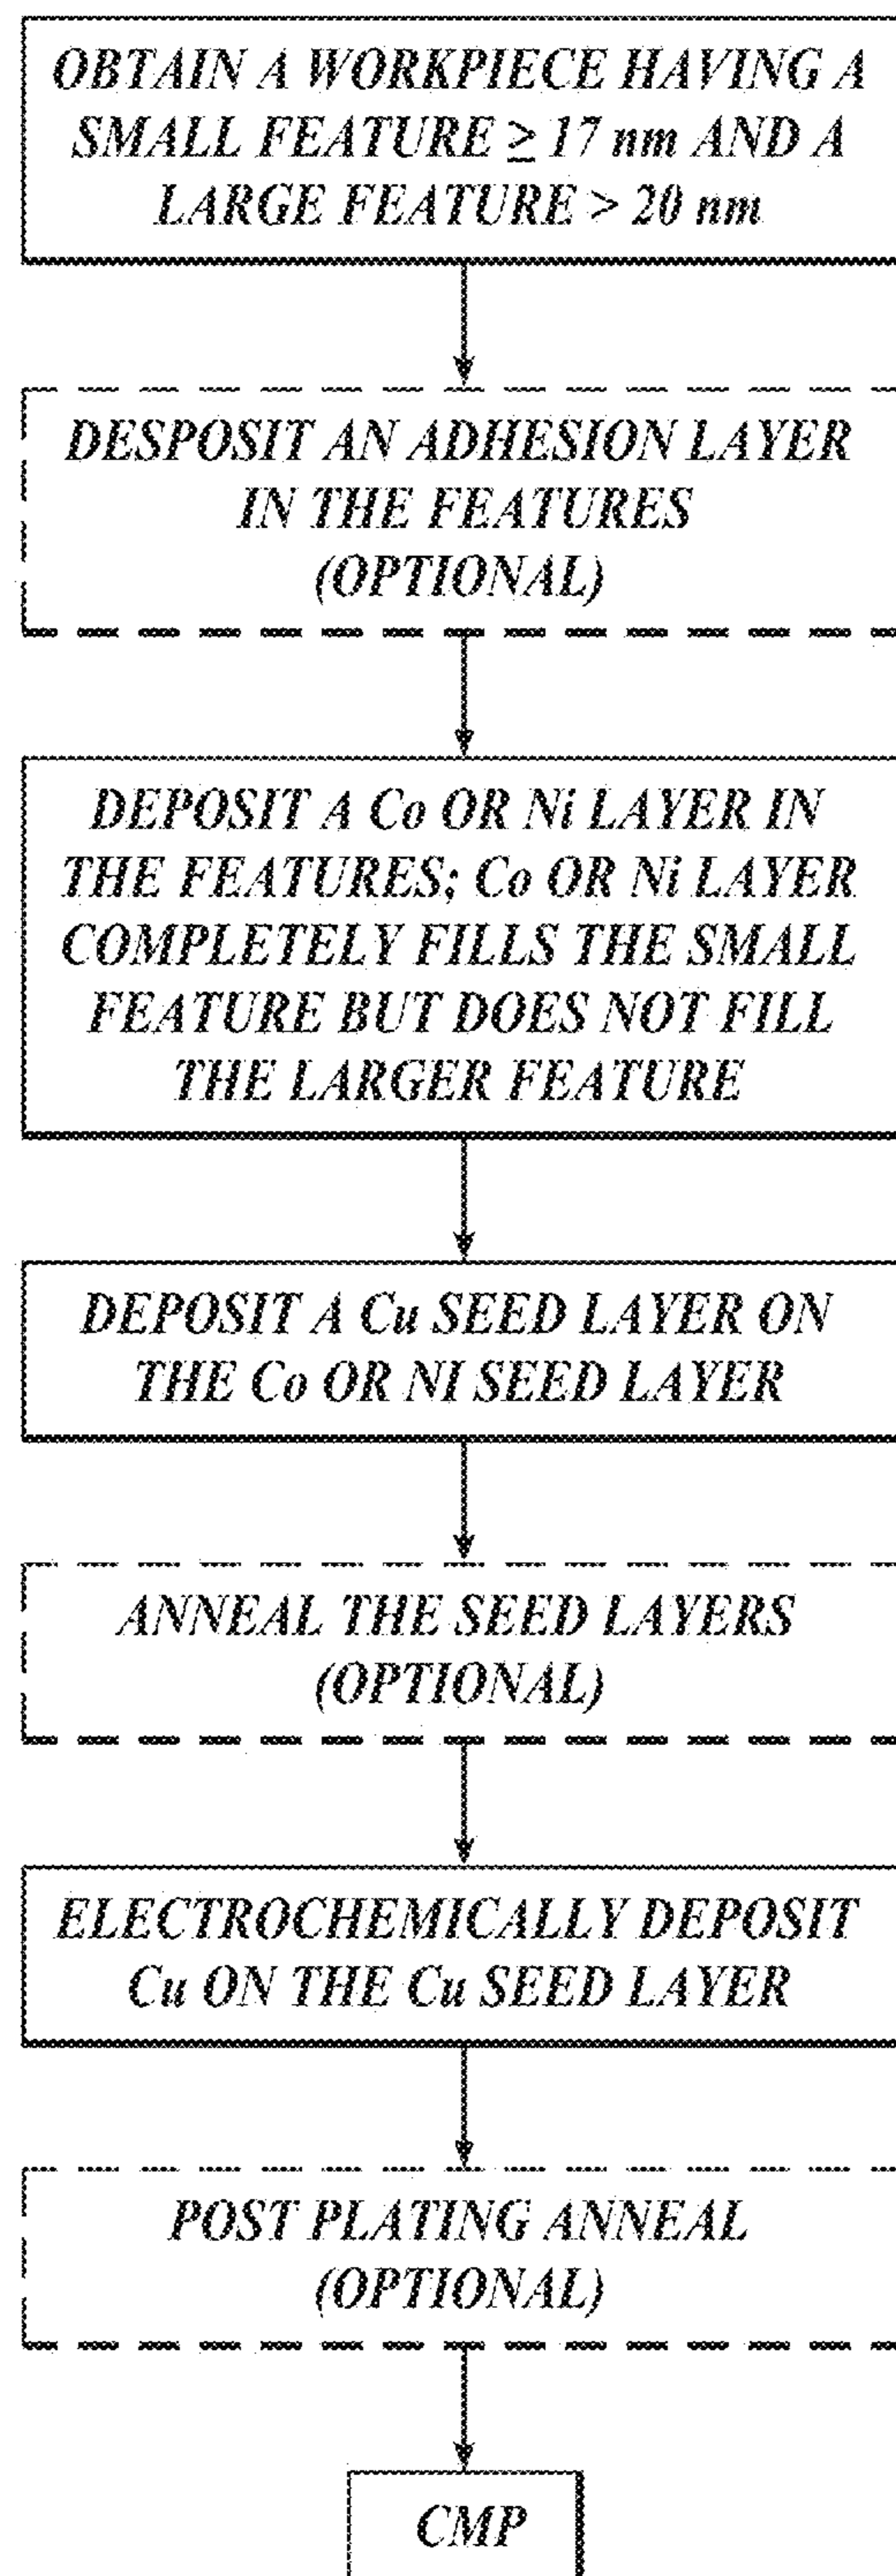 OBTAIN A WORKPIECE HAVING A
SMALL FEATURE ≥ 17 nm AND A
LARGE FEATURE > 20 nm
DESPOSIT AN ADHESION LAYER
IN THE FEATURES
(OPTIONAL)
DEPOSIT A Co OR Ni LAYER IN
THE FEATURES; Co OR Ni LAYER
COMPLETELY FILLS THE SMALL
FEATURE BUT DOES NOT FILL
THE LARGER FEATURE
DEPOSIT A Cu SEED LAYER ON
THE Co OR NI SEED LAYER
ANNEAL THE SEED LAYERS
(OPTIONAL)
ELECTROCHEMICALLY DEPOSIT
Cu ON THE Cu SEED LAYER
POST PLATING ANNEAL
(OPTIONAL)
CMP